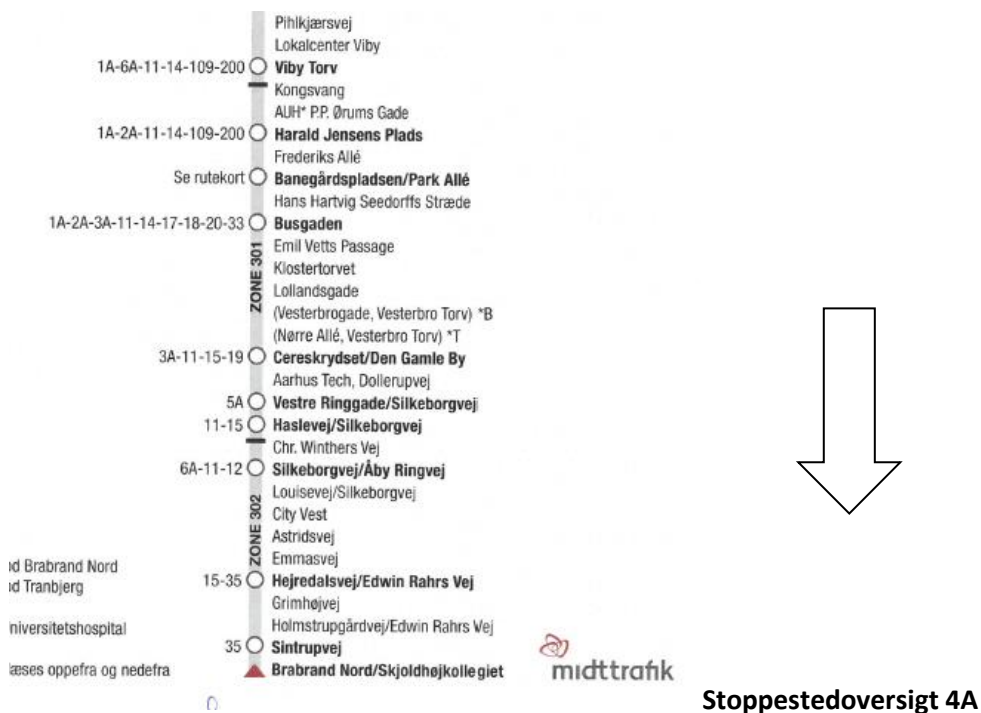 Pihlkjærsvej
Lokalcenter Viby
1A-6A-11-14-109-200 Viby Torv
Kongsvang
AUH* P.P. Ørums Gade
1A-2A-11-14-109-200 Harald Jensens Plads
Frederiks Allé
Se rutekort Banegårdspladsen/Park Allé
Hans Hartvig Seedorffs Stræde
1A-2A-3A-11-14-17-18-20-33 Busgaden
Emil Vetts Passage
Klostertorvet
ZONE 301
Lollandsgade
(Vesterbrogade, Vesterbro Torv) *B
(Nørre Allé, Vesterbro Torv) *T
3A-11-15-19 Cereskrydset/Den Gamle By
Aarhus Tech, Dollerupvej
5A Vestre Ringgade/Silkeborgvej
11-15 Haslevej/Silkeborgvej
Chr. Winthers Vej
6A-11-12 Silkeborgvej/Åby Ringvej
Louisevej/Silkeborgvej
City Vest
ZONE 302
Astridsvej
Emmasvej
d Brabrand Nord
d Tranbjerg
15-35 Hejredalsvej/Edwin Rahrs Vej
Grimhøjvej
niversitetshospital
Holmstrupgårdvej/Edwin Rahrs Vej
35 Sintrupvej
læses oppefra og nedefra
Brabrand Nord/Skjoldhøjkollegiet
midttrafik
Stoppestedoversigt 4A